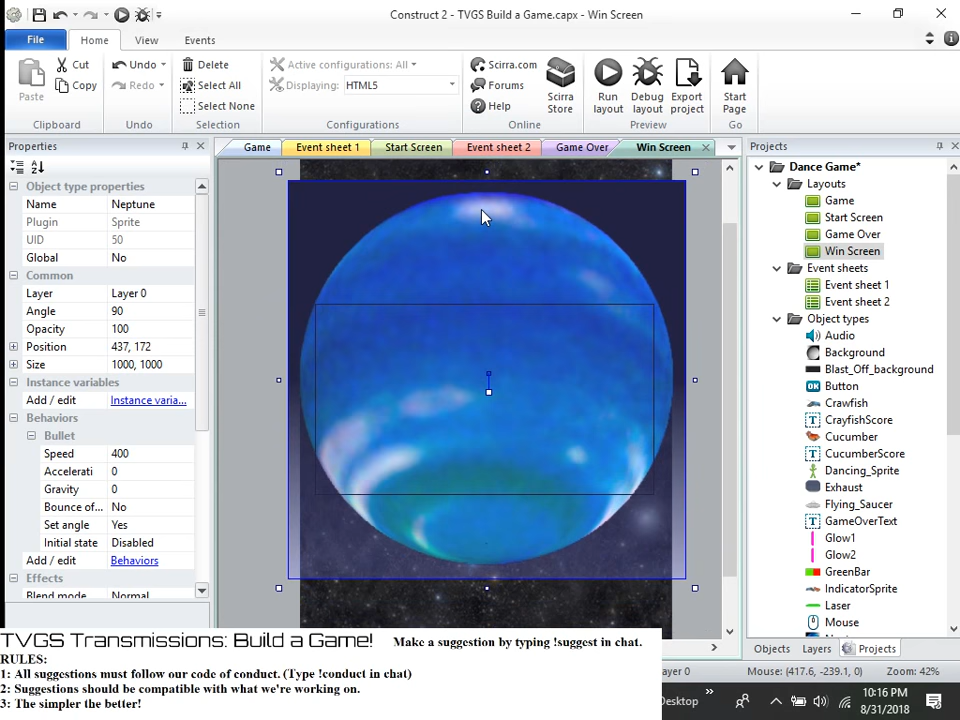 Construct 2 - TVGS Build a Game.capx - Win Screen
File
Home
View
Events
Paste
Cut
Copy
Clipboard
Undo
Redo
Undo
Delete
Select All
Select None
Selection
Active configurations: All
Displaying: HTML5
Configurations
Scirra.com
Forums
Help
Scirra Store
Online
Run layout
Debug layout
Export project
Preview
Start Page
Go
Properties
Game
Event sheet 1
Start Screen
Event sheet 2
Game Over
Win Screen
Projects
Object type properties
Name Neptune
Plugin Sprite
UID 50
Global No
Common
Layer Layer 0
Angle 90
Opacity 100
Position 437, 172
Size 1000, 1000
Instance variables
Add / edit Instance varia...
Behaviors
Bullet
Speed 400
Accelerati 0
Gravity 0
Bounce of... No
Set angle Yes
Initial state Disabled
Add / edit Behaviors
Effects
Blend mode Normal
Dance Game*
Layouts
Game
Start Screen
Game Over
Win Screen
Event sheets
Event sheet 1
Event sheet 2
Object types
Audio
Background
Blast_Off_background
OK Button
Crawfish
T CrayfishScore
Cucumber
T CucumberScore
Dancing_Sprite
Exhaust
Flying_Saucer
T GameOverText
Glow1
Glow2
GreenBar
IndicatorSprite
Laser
Mouse
Objects
Layers
Projects
ayer 0
Mouse: (417.6, -239.1, 0)
Zoom: 42%
TVGS Transmissions: Build a Game!
Make a suggestion by typing !suggest in chat.
RULES:
1: All suggestions must follow our code of conduct. (Type !conduct in chat)
2: Suggestions should be compatible with what we're working on.
3: The simpler the better!
Desktop
10:16 PM
8/31/2018